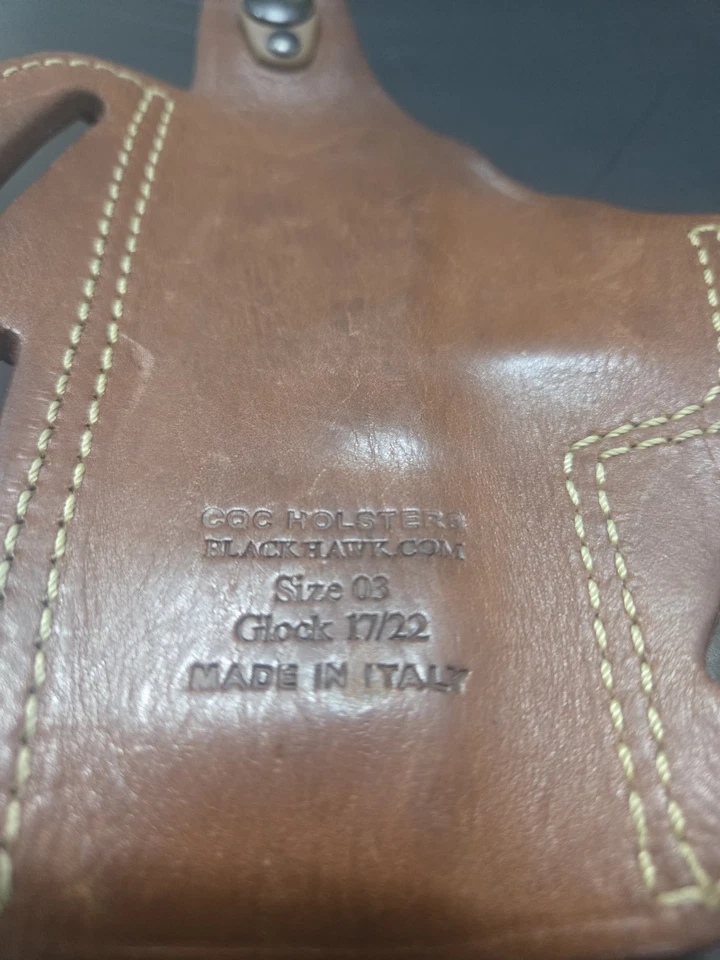 CQC HOLSTERS
BLACKHAWK.COM
Size 03
Glock 17/22
MADE IN ITALY